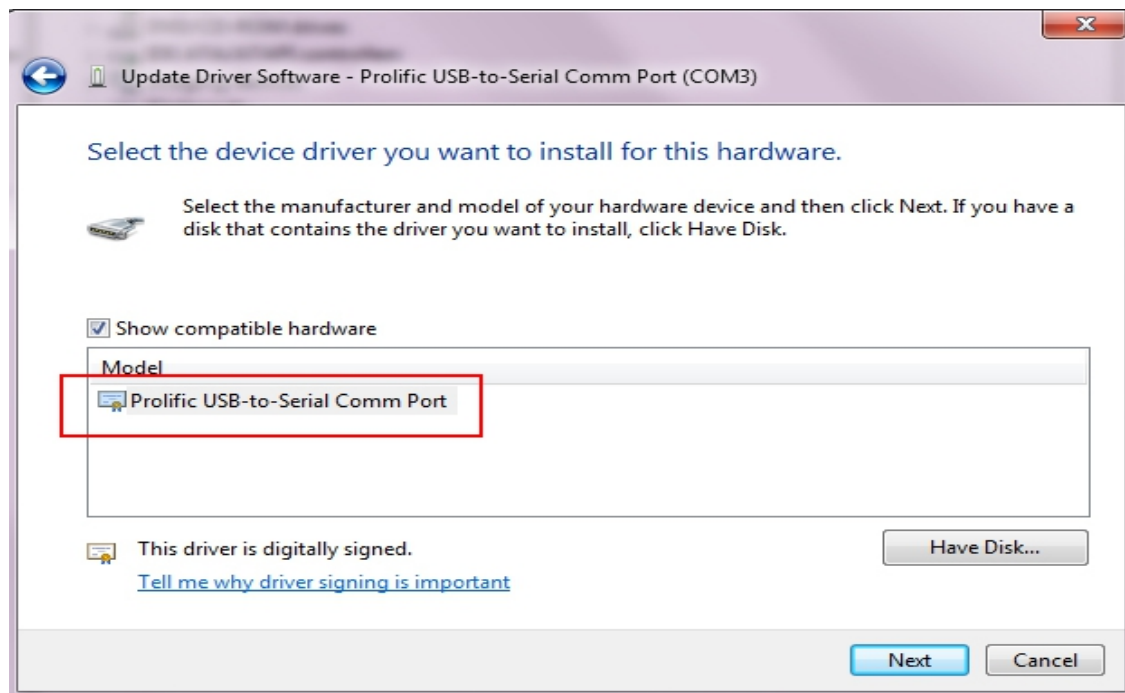 Update Driver Software - Prolific USB-to-Serial Comm Port (COM3)
Select the device driver you want to install for this hardware.
Select the manufacturer and model of your hardware device and then click Next. If you have a
disk that contains the driver you want to install, click Have Disk.
Show compatible hardware
Model
Prolific USB-to-Serial Comm Port
This driver is digitally signed.
Have Disk...
Tell me why driver signing is important
Next
Cancel